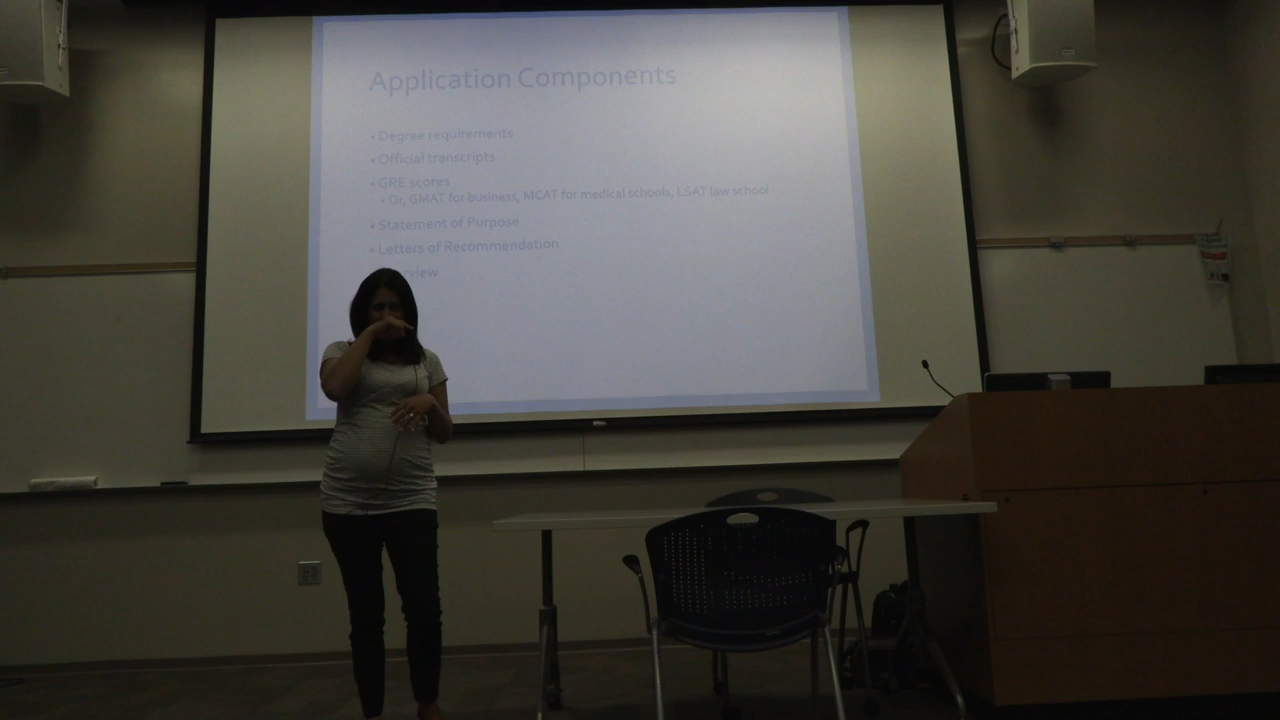 Application Components
▪ Degree requirements
▪ Official transcripts
▪ GRE scores
▪ Or, GMAT for business, MCAT for medical schools, LSAT law school
▪ Statement of Purpose
▪ Letters of Recommendation